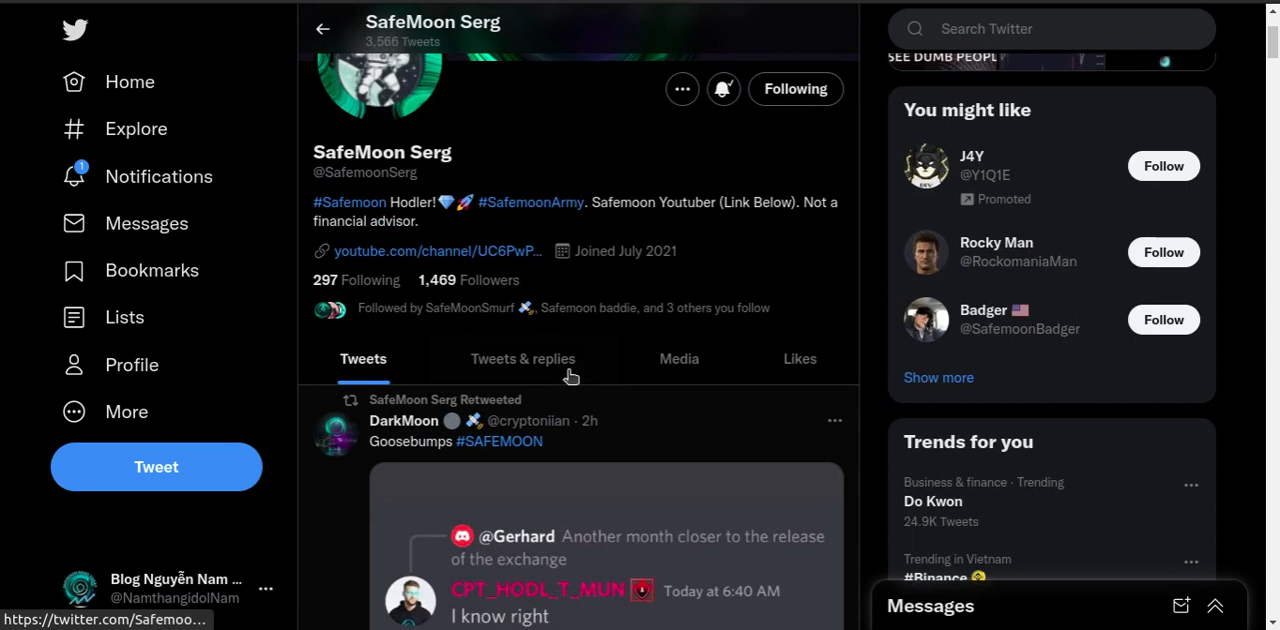 SafeMoon Serg
3,566 Tweets
Home
Explore
1
Notifications
Messages
Bookmarks
Lists
Profile
More
Tweet
Blog Nguyễn Nam ...
@NamthangidolNam
https://twitter.com/Safemoo...
Following
SafeMoon Serg
@SafemoonSerg
#Safemoon Hodler!💎🚀 #SafemoonArmy. Safemoon Youtuber (Link Below). Not a
financial advisor.
youtube.com/channel/UC6PwP... Joined July 2021
297 Following 1,469 Followers
Followed by SafeMoonSmurf 🛰️, Safemoon baddie, and 3 others you follow
Tweets Tweets & replies Media Likes
SafeMoon Serg Retweeted
DarkMoon 🌑 🛰️ @cryptoniian · 2h
Goosebumps #SAFEMOON
@Gerhard Another month closer to the release
of the exchange
CPT_HODL_T_MUN Today at 6:40 AM
I know right
Search Twitter
SEE DUMB PEOPL
You might like
J4Y
@Y1Q1E
Promoted
Follow
Rocky Man
@RockomaniaMan
Follow
Badger 🇺🇸
@SafemoonBadger
Follow
Show more
Trends for you
Business & finance · Trending
Do Kwon
24.9K Tweets
Trending in Vietnam
#Binance
Messages